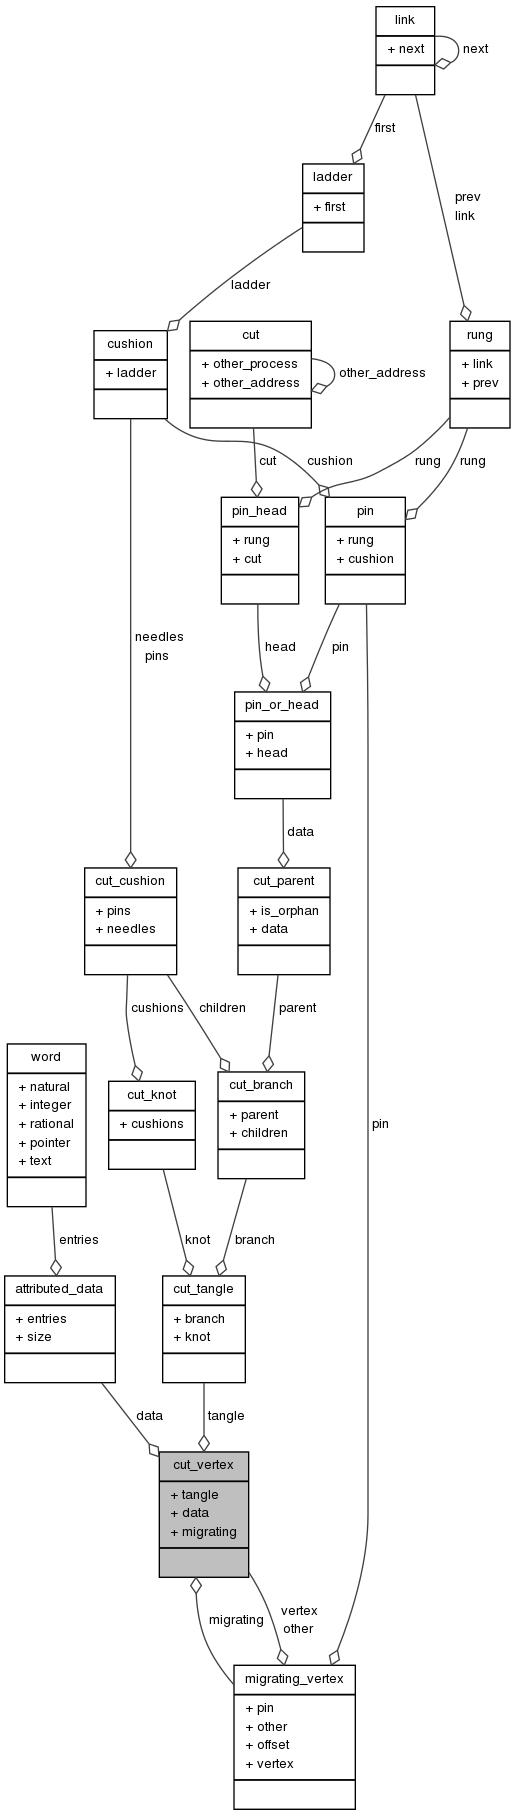 link
+ next
next
first
ladder
+ first
prev
link
ladder
cushion
+ ladder
cut
+ other_process
+ other_address
other_address
rung
+ link
+ prev
cut
cushion
rung
rung
pin_head
+ rung
+ cut
pin
+ rung
+ cushion
needles
pins
head
pin
pin_or_head
+ pin
+ head
data
cut_cushion
+ pins
+ needles
cut_parent
+ is_orphan
+ data
cushions
children
parent
word
+ natural
+ integer
+ rational
+ pointer
+ text
cut_knot
+ cushions
cut_branch
+ parent
+ children
pin
entries
knot
branch
attributed_data
+ entries
+ size
cut_tangle
+ branch
+ knot
data
tangle
cut_vertex
+ tangle
+ data
+ migrating
migrating
vertex
other
migrating_vertex
+ pin
+ other
+ offset
+ vertex